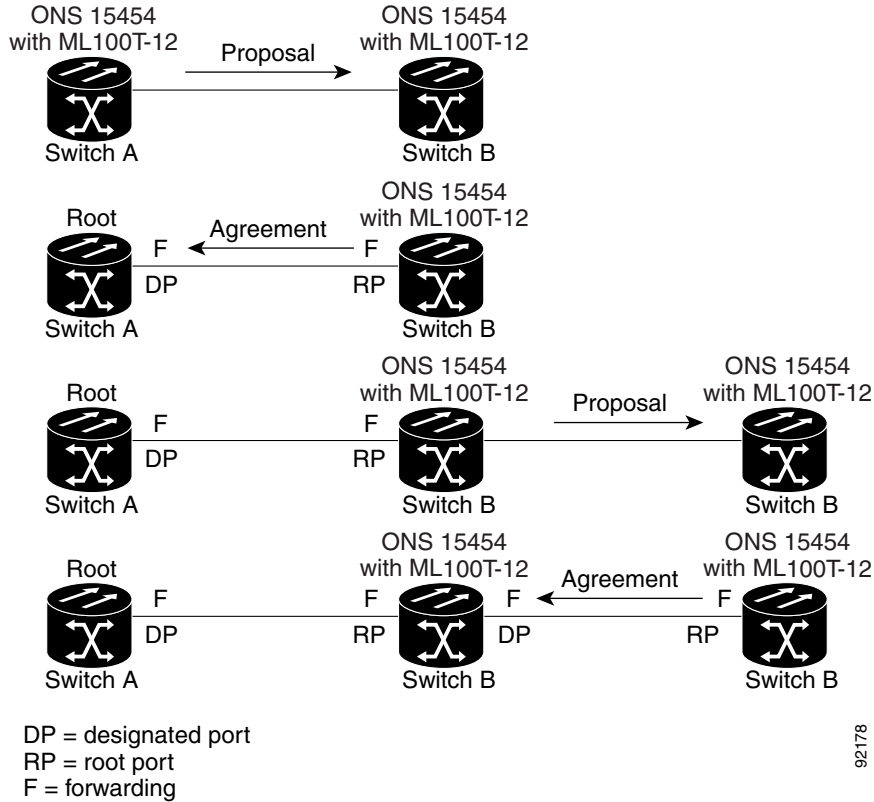 ONS 15454
with ML100T-12
Proposal
ONS 15454
with ML100T-12
Switch A
Switch B
Root
F
DP
Agreement
F
RP
ONS 15454
with ML100T-12
Switch A
Switch B
Root
F
DP
F
RP
ONS 15454
with ML100T-12
Proposal
ONS 15454
with ML100T-12
Switch A
Switch B
Switch B
Root
F
DP
F
RP
ONS 15454
with ML100T-12
F
DP
Agreement
F
RP
ONS 15454
with ML100T-12
Switch A
Switch B
Switch B
DP = designated port
RP = root port
F = forwarding
92178